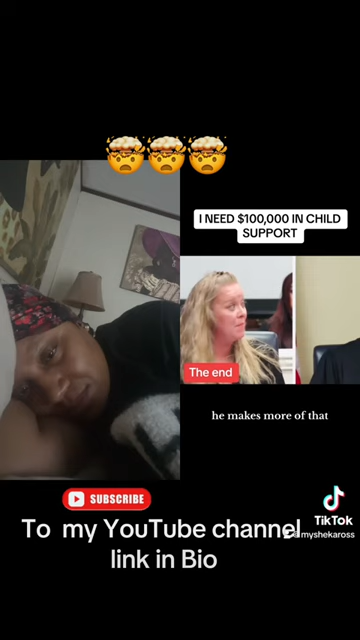 I NEED $100,000 IN CHILD
SUPPORT
The end
he makes more of that
SUBSCRIBE
To my YouTube channel
link in Bio
TikTok
@myshekaross